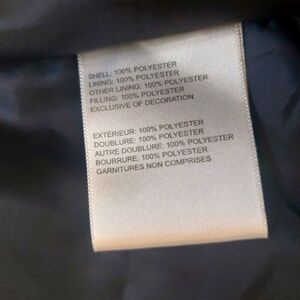 SHELL: 100% POLYESTER
LINING: 100% POLYESTER
OTHER LINING: 100% POLYESTER
FILLING: 100% POLYESTER
EXCLUSIVE OF DECORATION
EXTÉRIEUR: 100% POLYESTER
DOUBLURE: 100% POLYESTER
AUTRE DOUBLURE: 100% POLYESTER
BOURRURE: 100% POLYESTER
GARNITURES NON COMPRISES